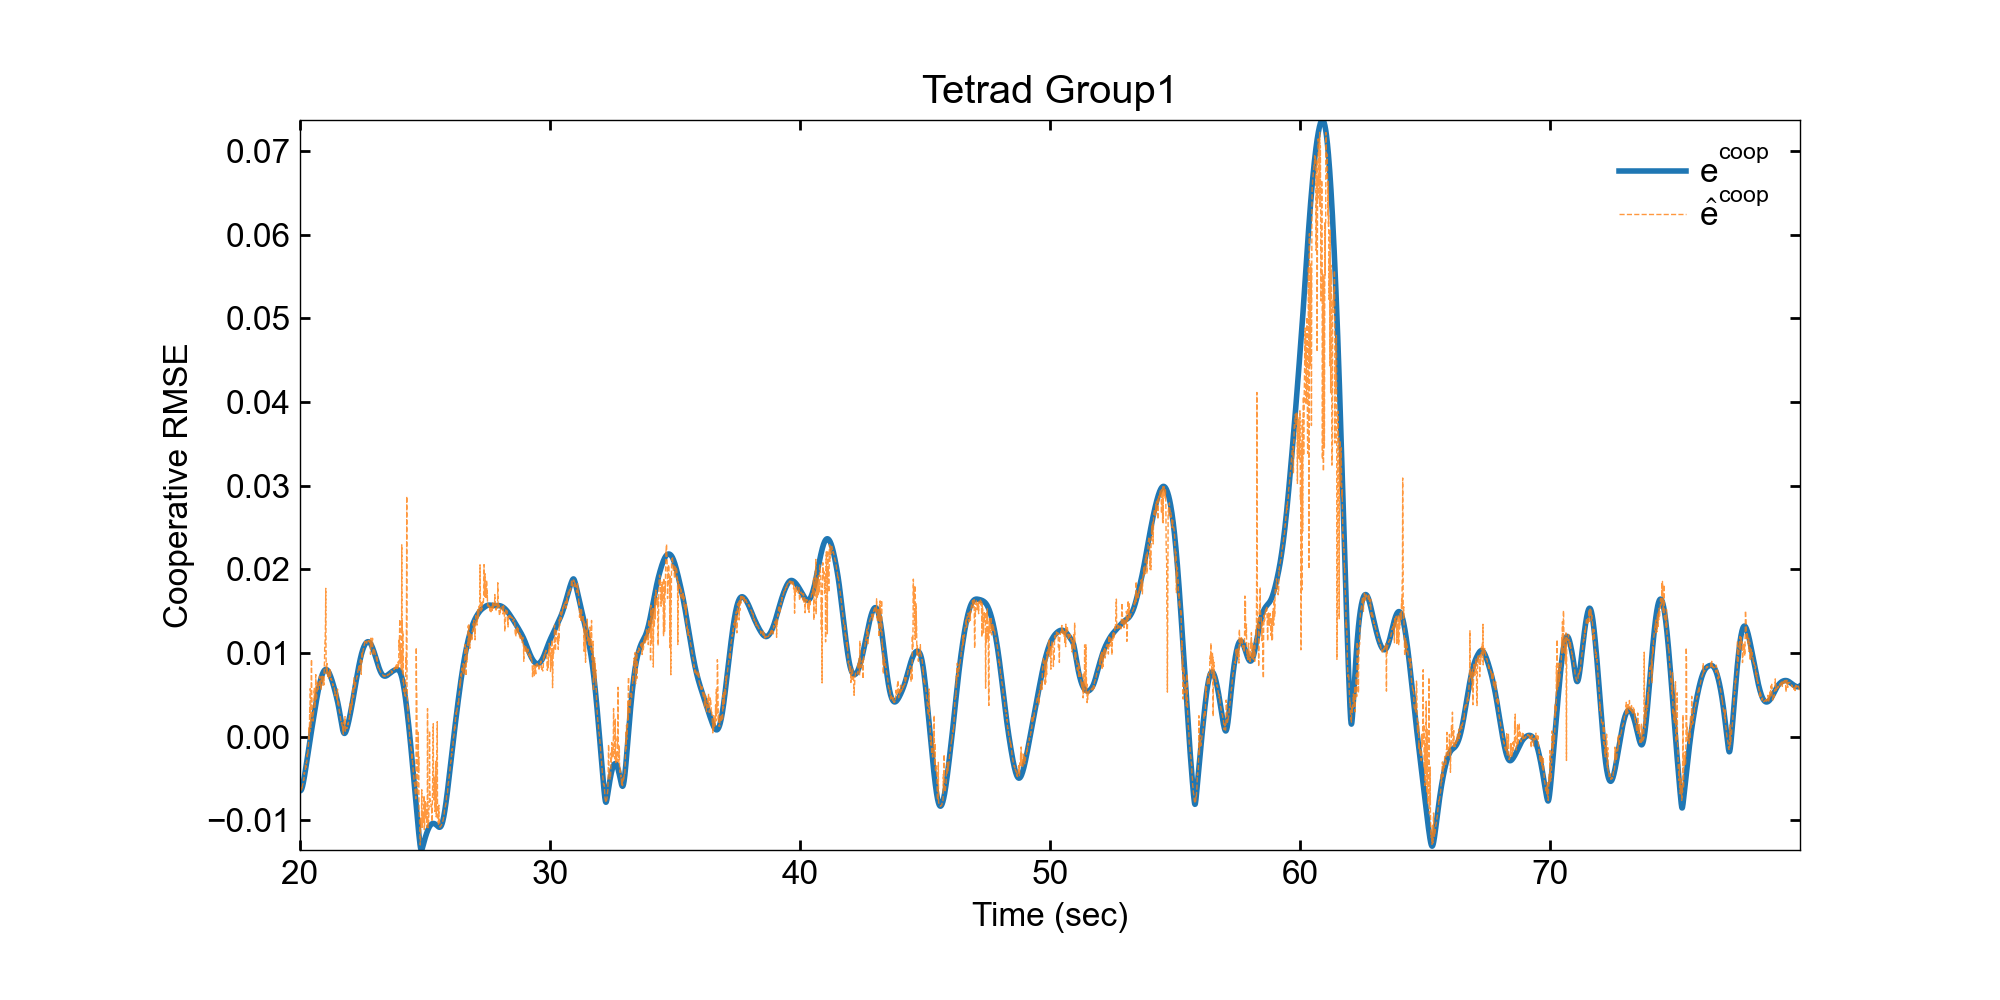 Tetrad Group1
0.07
0.06
0.05
0.04
0.03
0.02
0.01
0.00
−0.01
Cooperative RMSE
e^coop
ê^coop
20 30 40 50 60 70
Time (sec)